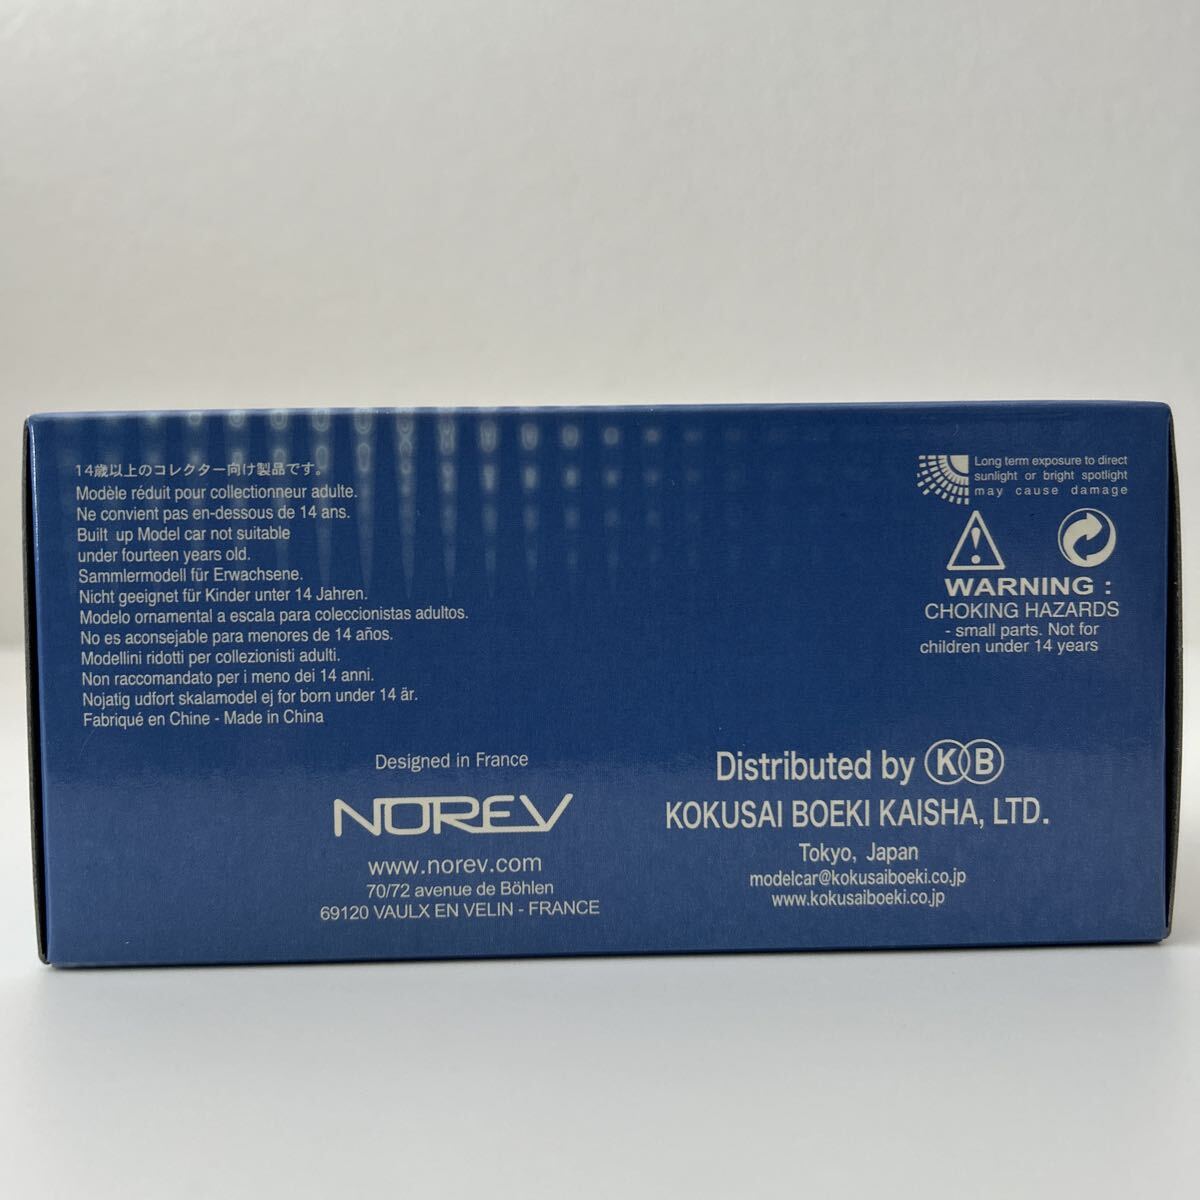 14歳以上のコレクター向け製品です。
Modèle réduit pour collectionneur adulte.
Ne convient pas en-dessous de 14 ans.
Built up Model car not suitable
under fourteen years old.
Sammlermodell für Erwachsene.
Nicht geeignet für Kinder unter 14 Jahren.
Modelo ornamental a escala para coleccionistas adultos.
No es aconsejable para menores de 14 años.
Modellini ridotti per collezionisti adulti.
Non raccomandato per i meno dei 14 anni.
Nojatig udfort skalamodel ej for born under 14 år.
Fabriqué en Chine - Made in China
Long term exposure to direct
sunlight or bright spotlight
may cause damage
WARNING :
CHOKING HAZARDS
- small parts. Not for
children under 14 years
Designed in France
NOREV
www.norev.com
70/72 avenue de Böhlen
69120 VAULX EN VELIN - FRANCE
Distributed by KB
KOKUSAI BOEKI KAISHA, LTD.
Tokyo, Japan
modelcar@kokusaiboeki.co.jp
www.kokusaiboeki.co.jp